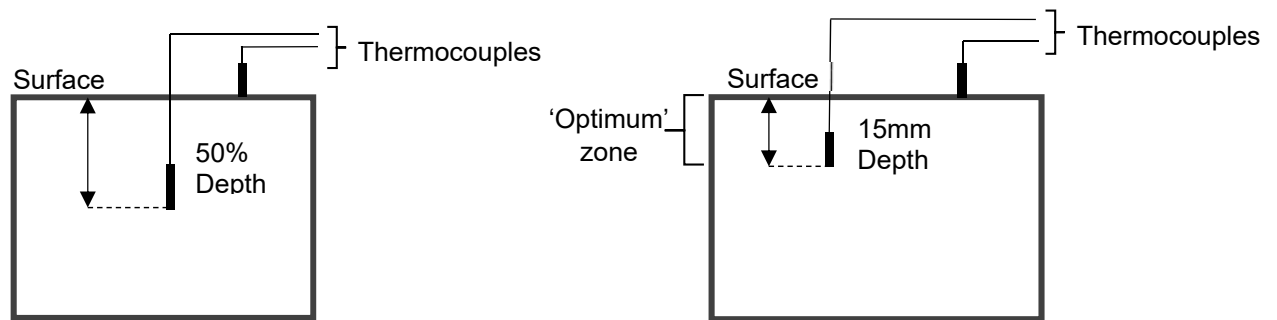 Thermocouples
Surface
50%
Depth
Thermocouples
Surface
‘Optimum’
zone
15mm
Depth